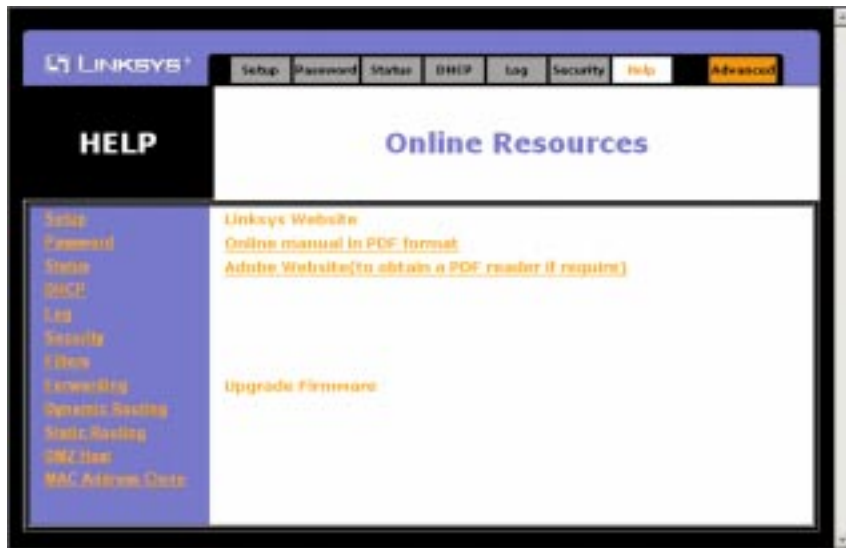 LINKSYS®
Setup Password Status DHCP Log Security Help Advanced
HELP
Online Resources
Setup
Password
Status
DHCP
Log
Security
Filters
Forwarding
Dynamic Routing
Static Routing
DMZ Host
MAC Address Clone
Linksys Website
Online manual in PDF format
Adobe Website(to obtain a PDF reader if require)
Upgrade Firmware